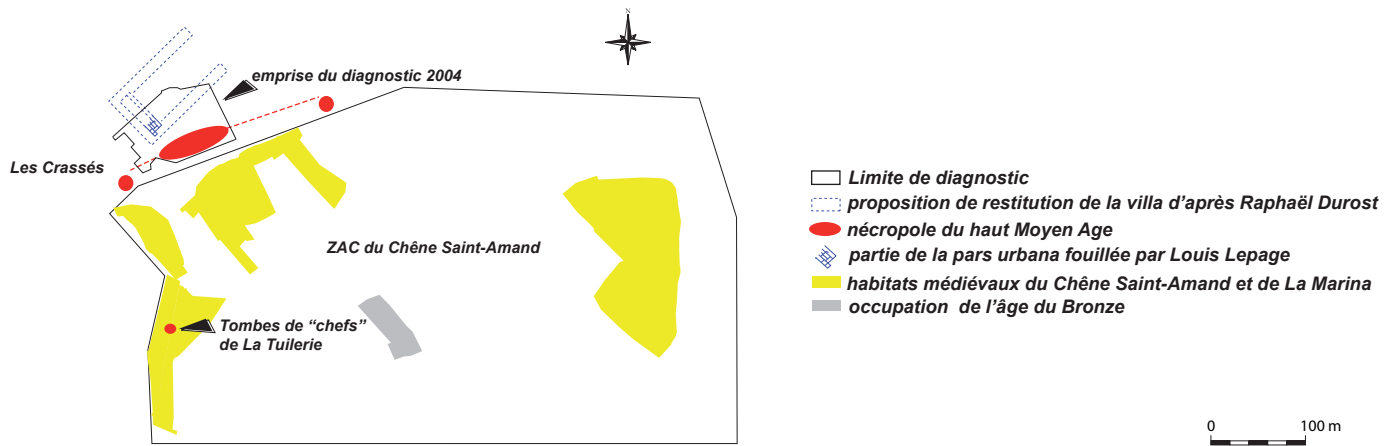 N
emprise du diagnostic 2004
Les Crassés
ZAC du Chêne Saint-Amand
Tombes de “chefs”
de La Tuilerie
Limite de diagnostic
proposition de restitution de la villa d'après Raphaël Durost
nécropole du haut Moyen Age
partie de la pars urbana fouillée par Louis Lepage
habitats médiévaux du Chêne Saint-Amand et de La Marina
occupation de l’âge du Bronze
0 100 m